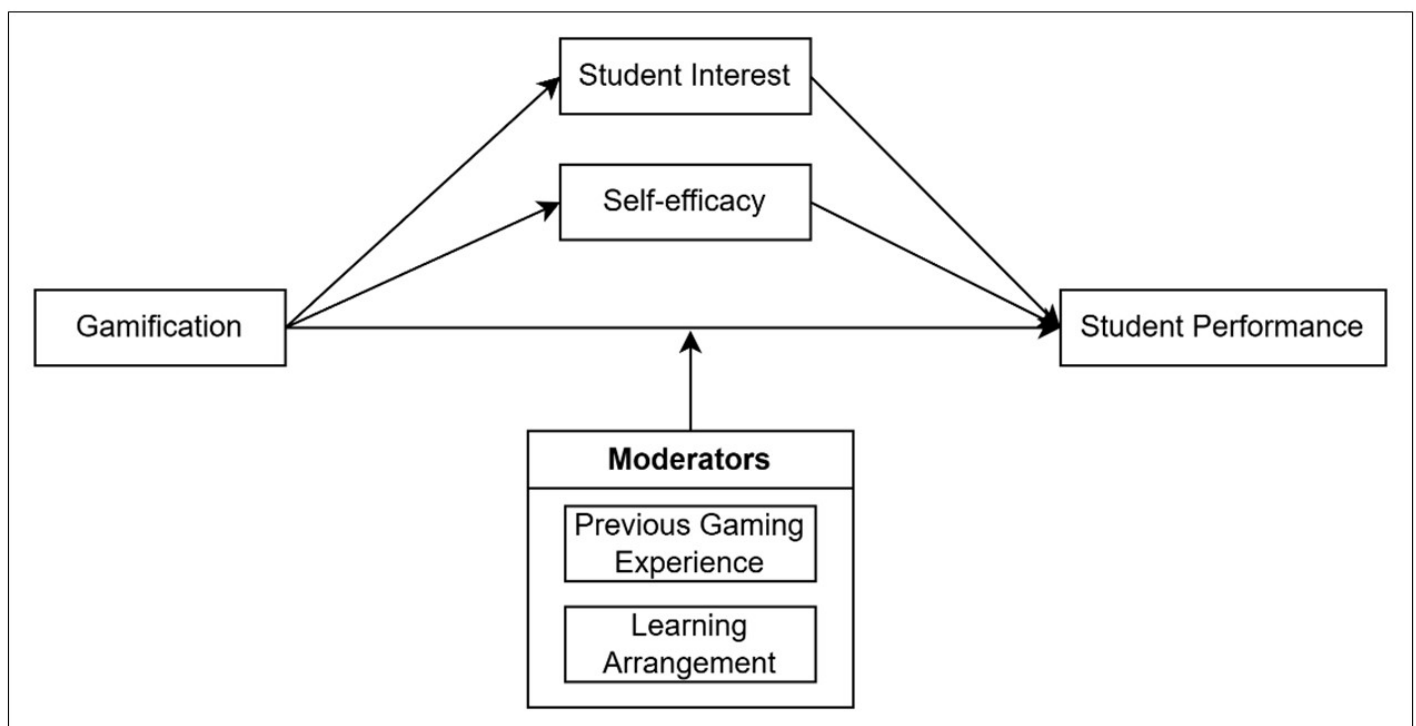 Student Interest
Self-efficacy
Gamification
Student Performance
Moderators
Previous Gaming
Experience
Learning
Arrangement